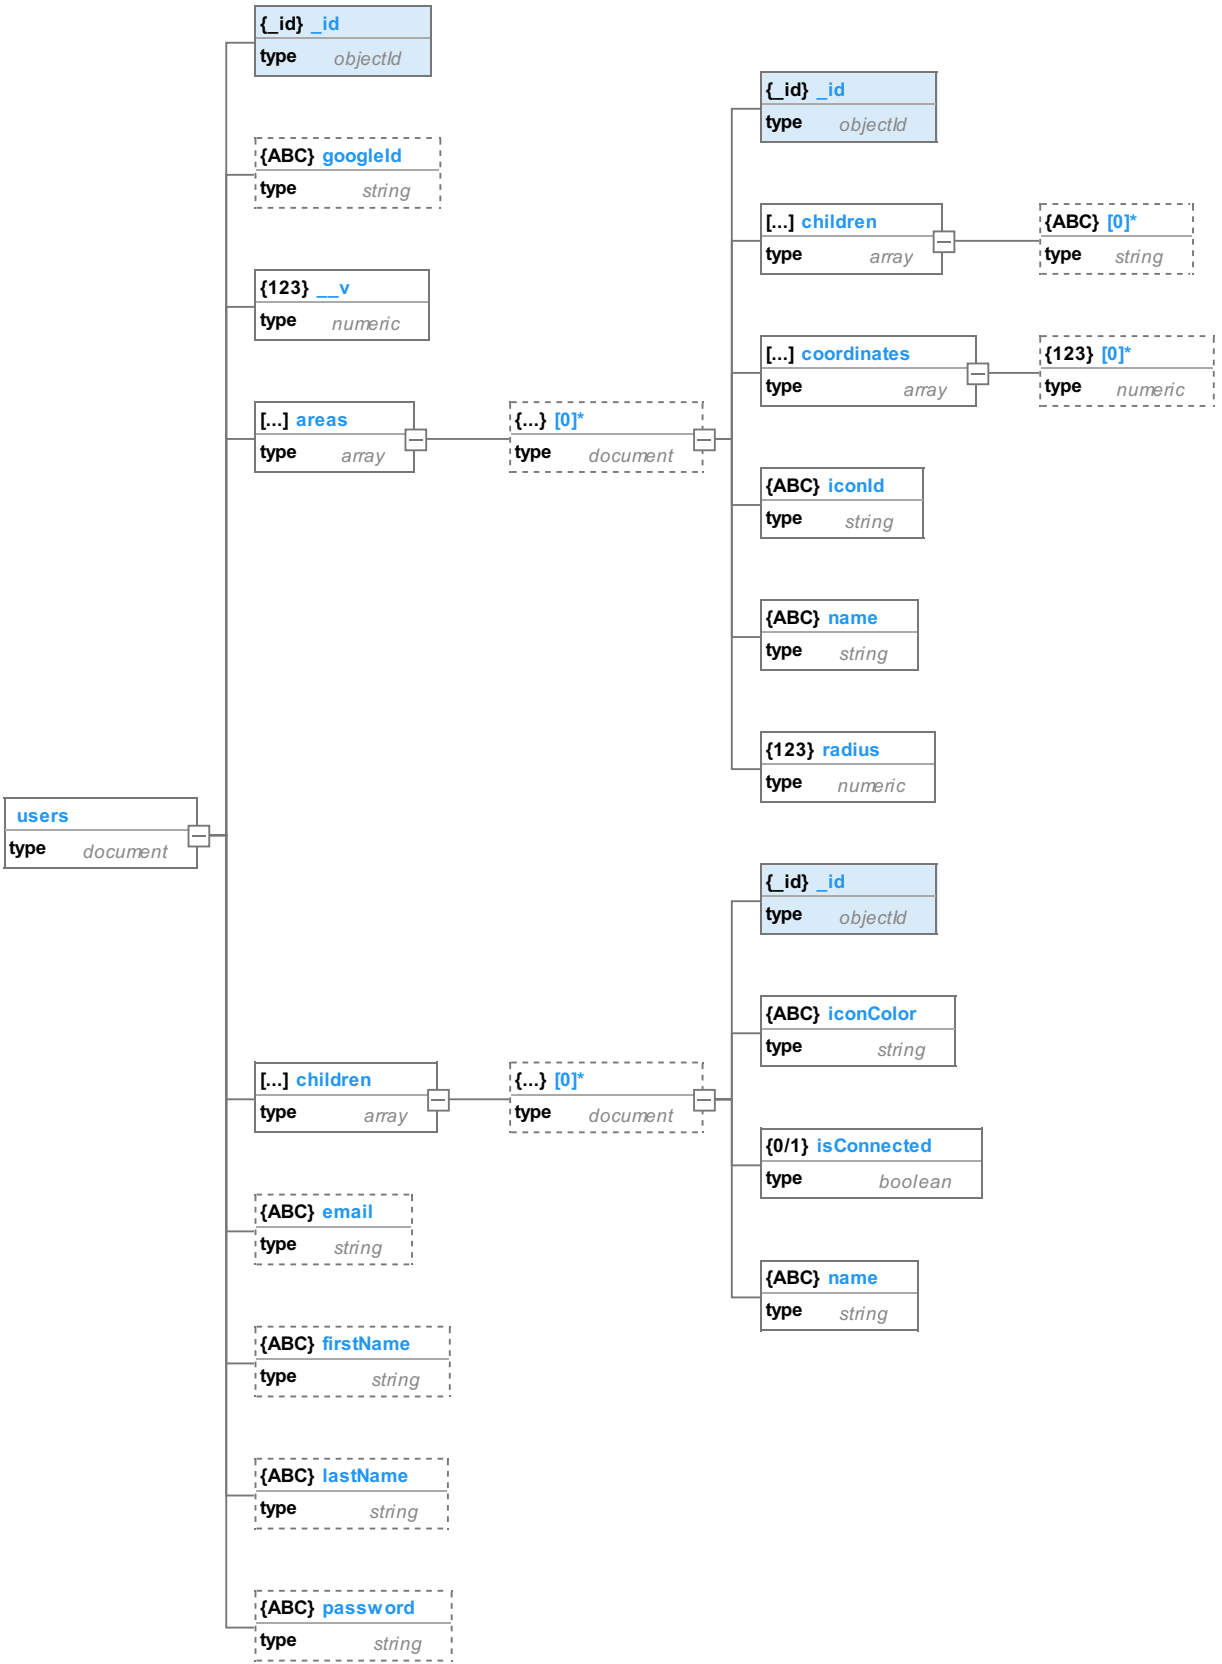 {_id} _id
type objectId
{ABC} googleId
type string
{123} __v
type numeric
[...] areas
type array
{...} [0]*
type document
{_id} _id
type objectId
[...] children
type array
{ABC} [0]*
type string
[...] coordinates
type array
{123} [0]*
type numeric
{ABC} iconId
type string
{ABC} name
type string
{123} radius
type numeric
users
type document
[...] children
type array
{...} [0]*
type document
{_id} _id
type objectId
{ABC} iconColor
type string
{0/1} isConnected
type boolean
{ABC} name
type string
{ABC} email
type string
{ABC} firstName
type string
{ABC} lastName
type string
{ABC} password
type string